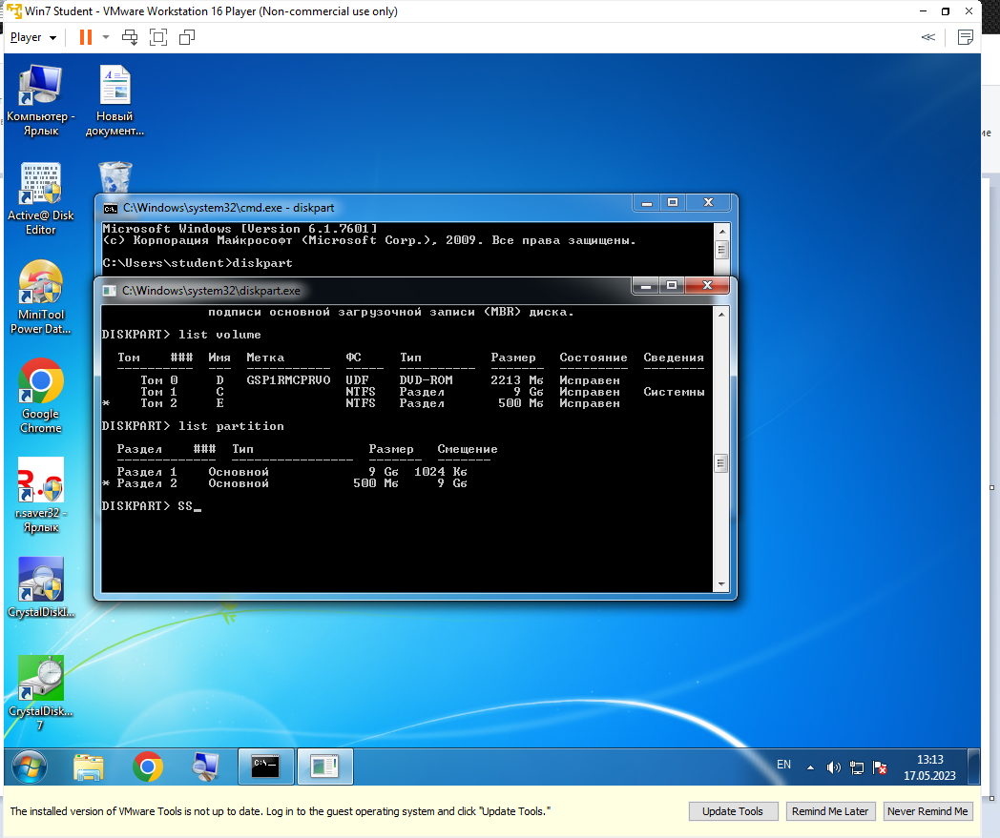 Win7 Student - VMware Workstation 16 Player (Non-commercial use only)
Player
Компьютер - Ярлык
Новый документ...
Active@ Disk Editor
MiniTool Power Dat...
Google Chrome
r.saver32 - Ярлык
CrystalDiskI...
CrystalDisk... 7
C:\Windows\system32\cmd.exe - diskpart
Microsoft Windows [Version 6.1.7601]
(c) Корпорация Майкрософт (Microsoft Corp.), 2009. Все права защищены.
C:\Users\student>diskpart
C:\Windows\system32\diskpart.exe
подписи основной загрузочной записи (MBR) диска.
DISKPART> list volume
Том ### Имя Метка ФС Тип Размер Состояние Сведения
Том 0 D GSP1RMCPRVO UDF DVD-ROM 2213 Мб Исправен
Том 1 C NTFS Раздел 9 Gб Исправен Системны
* Том 2 E NTFS Раздел 500 Мб Исправен
DISKPART> list partition
Раздел ### Тип Размер Смещение
Раздел 1 Основной 9 Gб 1024 Кб
* Раздел 2 Основной 500 Мб 9 Gб
DISKPART> SS_
EN
13:13
17.05.2023
The installed version of VMware Tools is not up to date. Log in to the guest operating system and click "Update Tools."
Update Tools
Remind Me Later
Never Remind Me